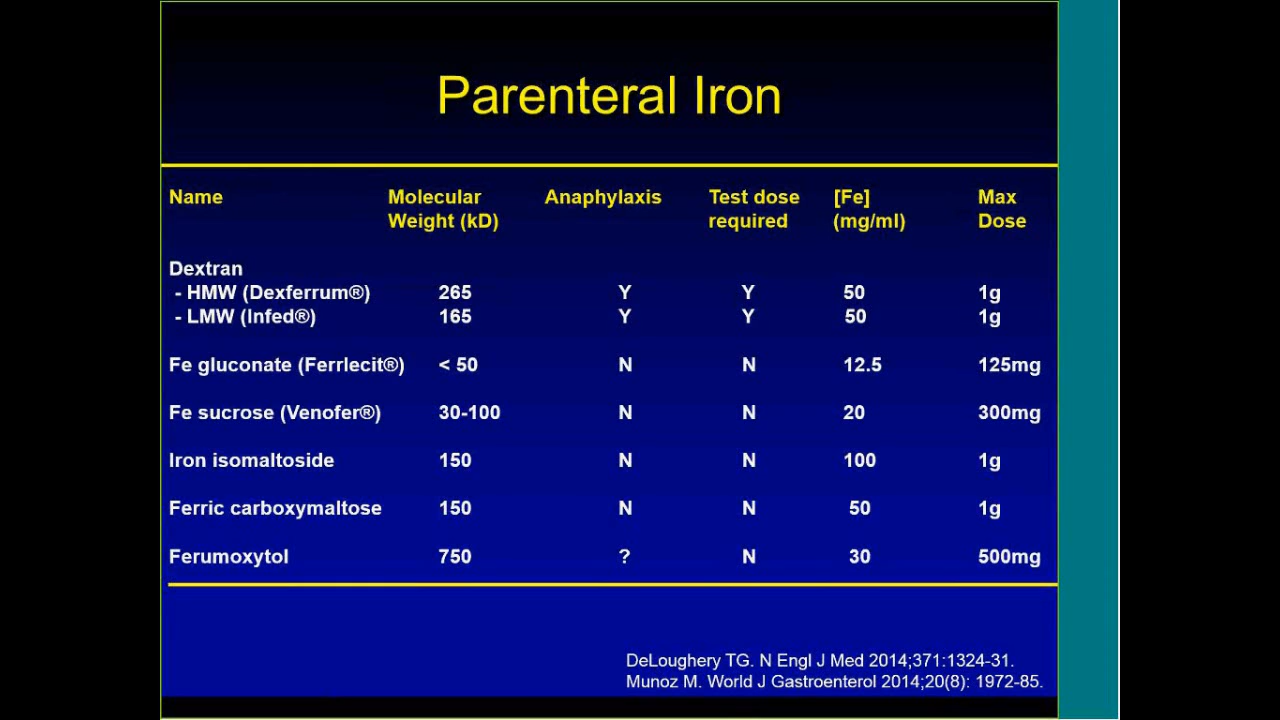 Parenteral Iron
Name Molecular Anaphylaxis Test dose [Fe] Max
Weight (kD) required (mg/ml) Dose
Dextran
- HMW (Dexferrum®) 265 Y Y 50 1g
- LMW (Infed®) 165 Y Y 50 1g
Fe gluconate (Ferrlecit®) < 50 N N 12.5 125mg
Fe sucrose (Venofer®) 30-100 N N 20 300mg
Iron isomaltoside 150 N N 100 1g
Ferric carboxymaltose 150 N N 50 1g
Ferumoxytol 750 ? N 30 500mg
DeLoughery TG. N Engl J Med 2014;371:1324-31.
Munoz M. World J Gastroenterol 2014;20(8): 1972-85.